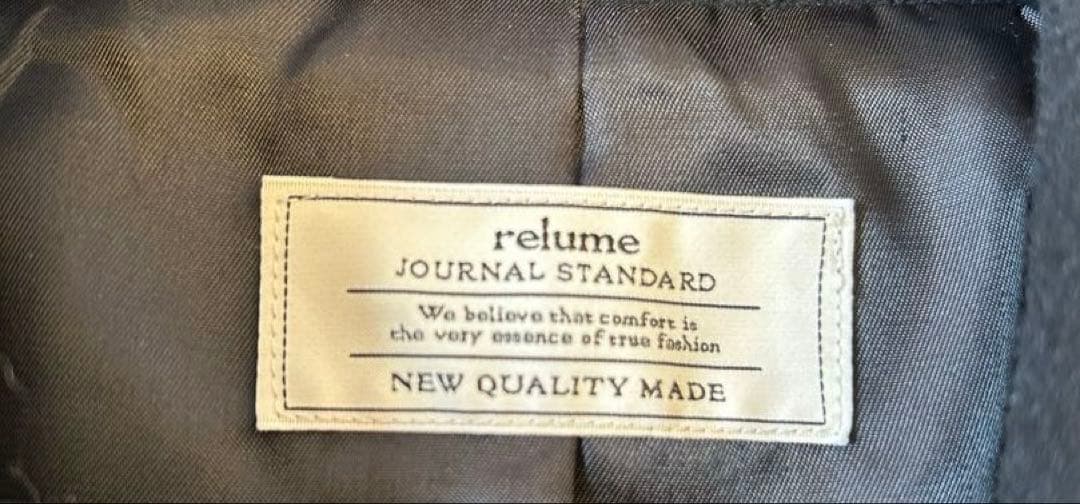 relume
JOURNAL STANDARD
We believe that comfort is
the very essence of true fashion
NEW QUALITY MADE